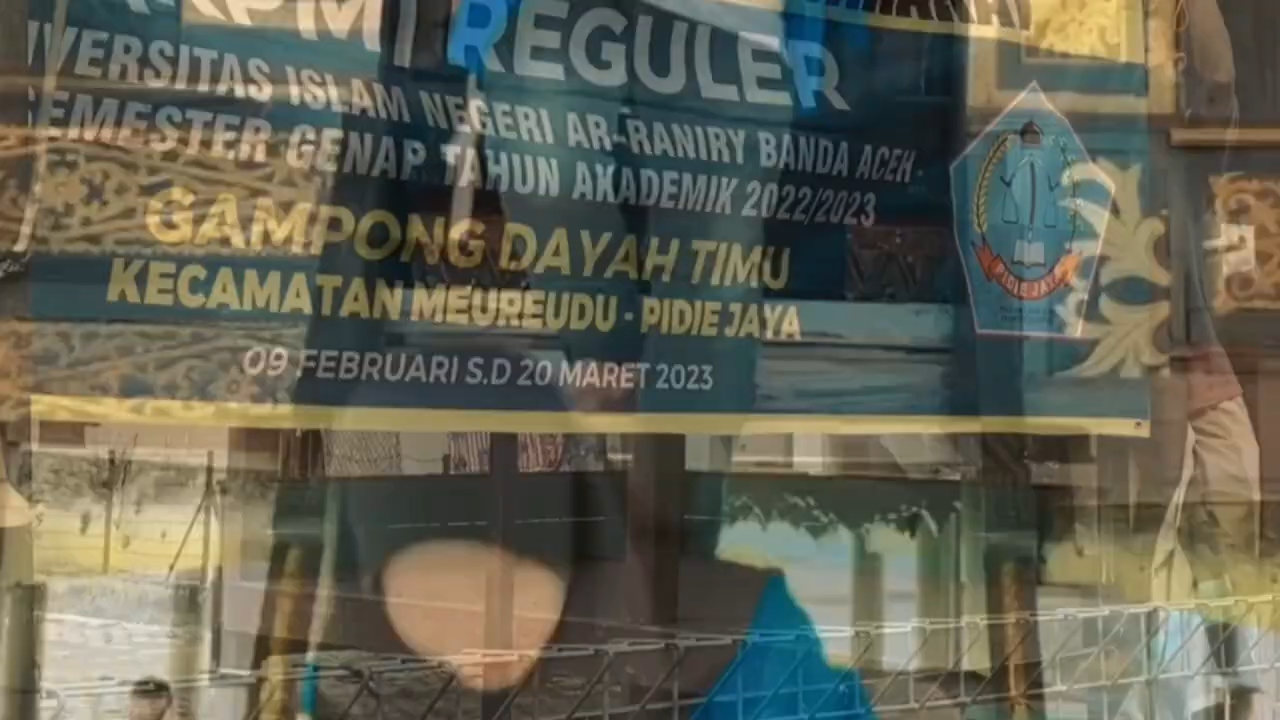 KPM REGULER
UNIVERSITAS ISLAM NEGERI AR-RANIRY BANDA ACEH
SEMESTER GENAP TAHUN AKADEMIK 2022/2023
GAMPONG DAYAH TIMU
KECAMATAN MEUREUDU - PIDIE JAYA
09 FEBRUARI S.D 20 MARET 2023
PIDIE JAYA